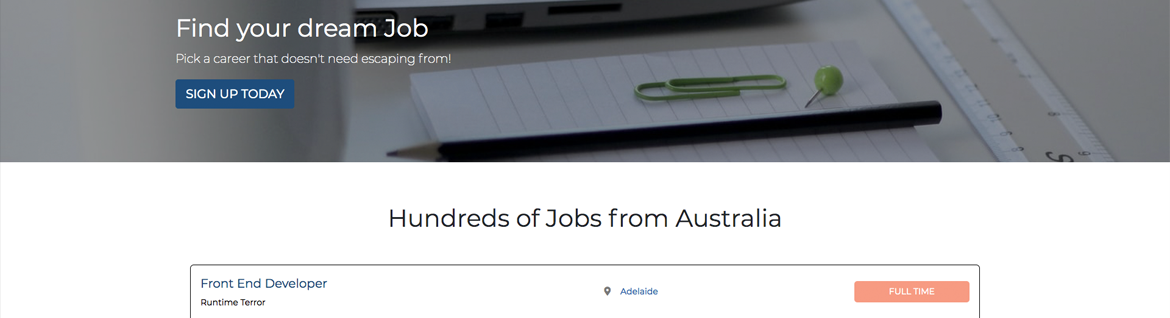 Find your dream Job
Pick a career that doesn't need escaping from!
SIGN UP TODAY
Hundreds of Jobs from Australia
Front End Developer
Runtime Terror
Adelaide
FULL TIME